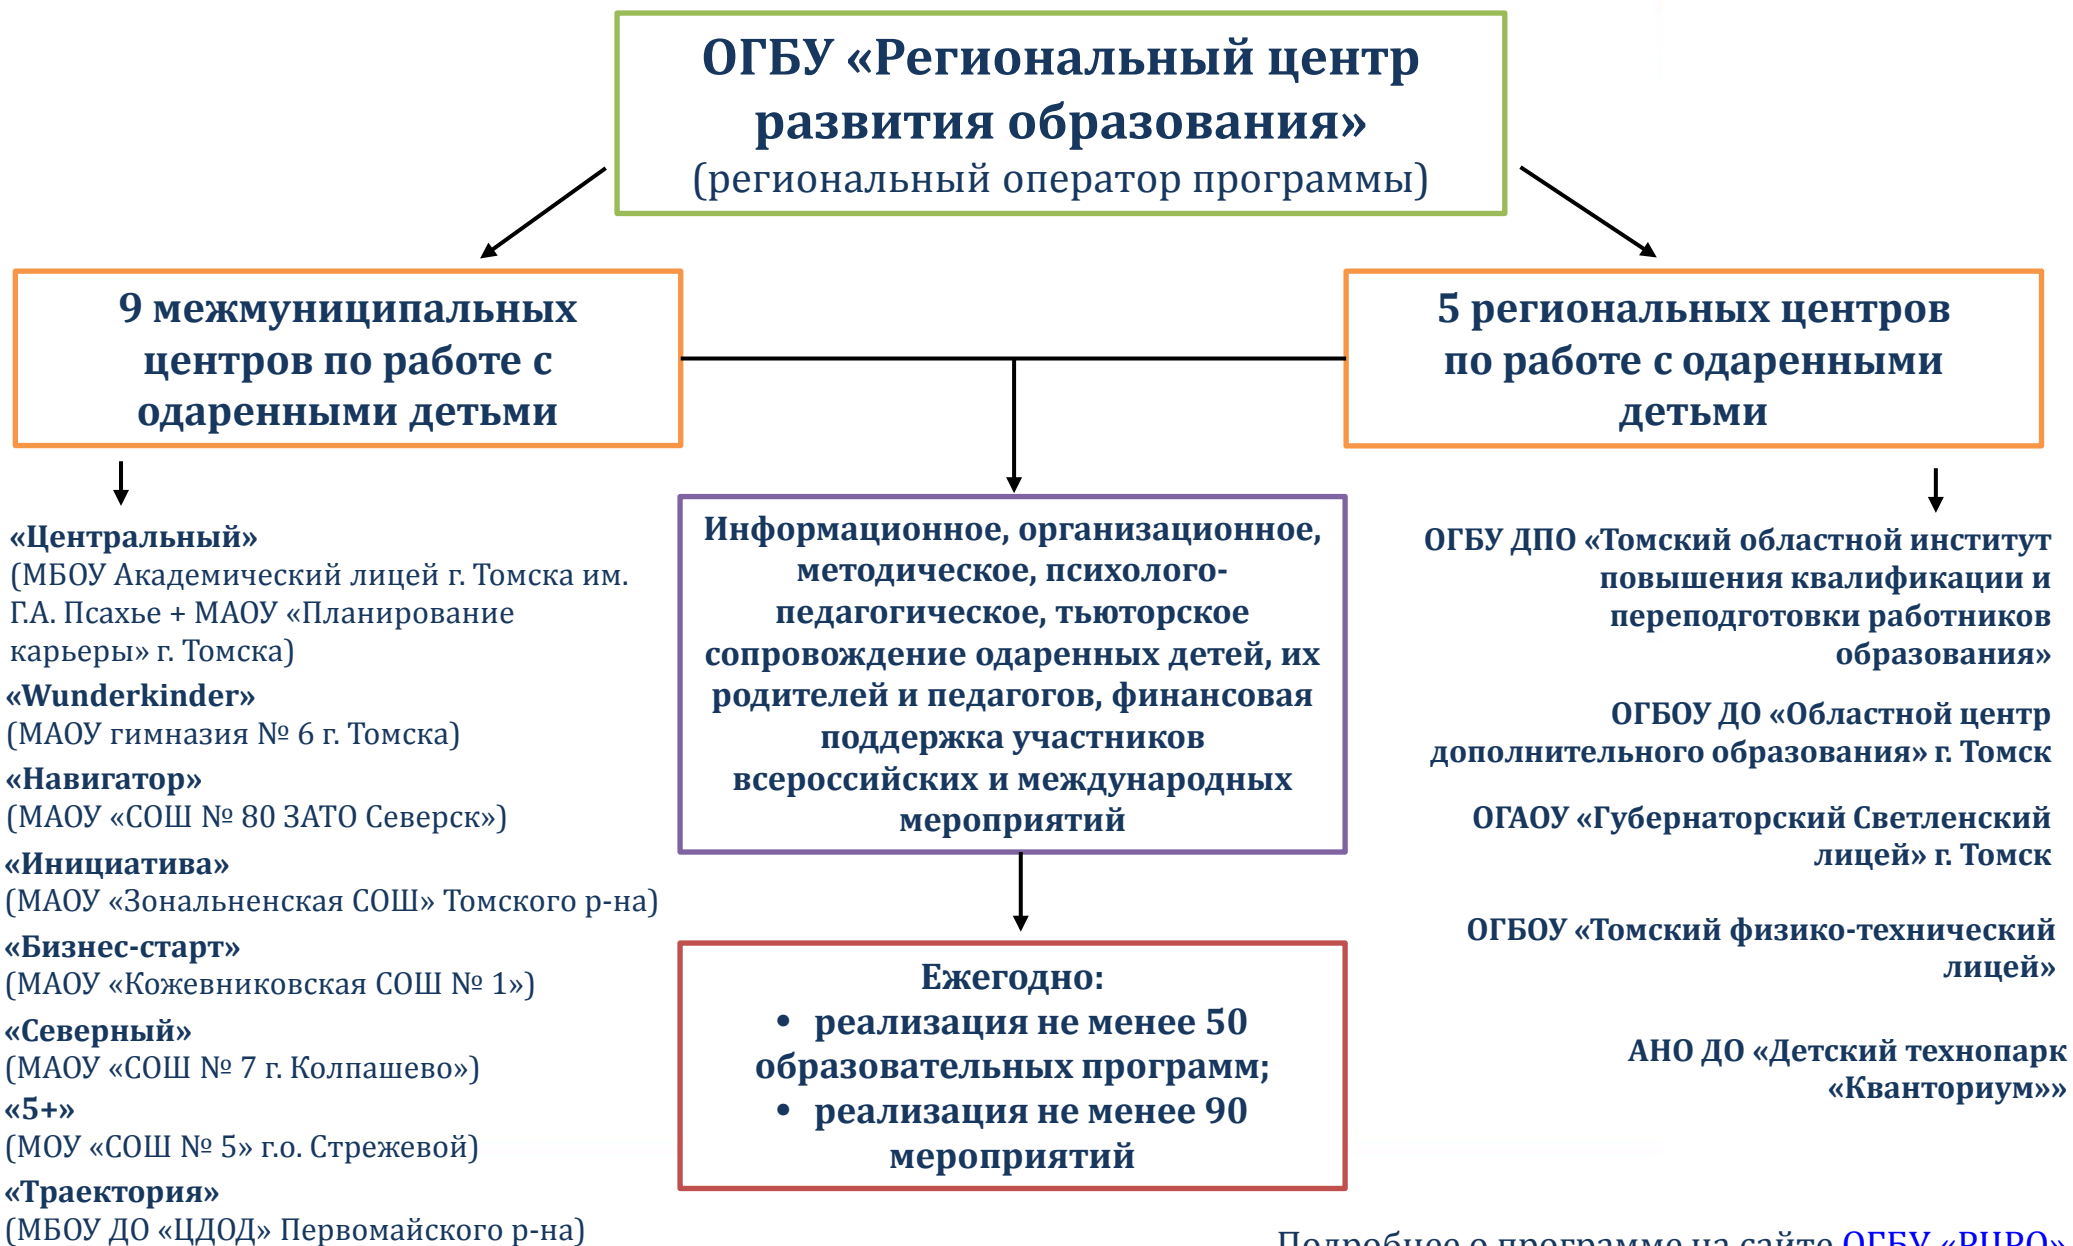 ОГБУ «Региональный центр
развития образования»
(региональный оператор программы)
9 межмуниципальных
центров по работе с
одаренными детьми
5 региональных центров
по работе с одаренными
детьми
«Центральный»
(МБОУ Академический лицей г. Томска им.
Г.А. Псахье + МАОУ «Планирование
карьеры» г. Томска)
«Wunderkinder»
(МАОУ гимназия № 6 г. Томска)
«Навигатор»
(МАОУ «СОШ № 80 ЗАТО Северск»)
«Инициатива»
(МАОУ «Зональненская СОШ» Томского р-на)
«Бизнес-старт»
(МАОУ «Кожевниковская СОШ № 1»)
«Северный»
(МАОУ «СОШ № 7 г. Колпашево»)
«5+»
(МОУ «СОШ № 5» г.о. Стрежевой)
«Траектория»
(МБОУ ДО «ЦДОД» Первомайского р-на)
Информационное, организационное,
методическое, психолого-
педагогическое, тьюторское
сопровождение одаренных детей, их
родителей и педагогов, финансовая
поддержка участников
всероссийских и международных
мероприятий
Ежегодно:
• реализация не менее 50
образовательных программ;
• реализация не менее 90
мероприятий
ОГБУ ДПО «Томский областной институт
повышения квалификации и
переподготовки работников
образования»
ОГБОУ ДО «Областной центр
дополнительного образования» г. Томск
ОГАОУ «Губернаторский Светленский
лицей» г. Томск
ОГБОУ «Томский физико-технический
лицей»
АНО ДО «Детский технопарк
«Кванториум»»
Подробнее о программе на сайте ОГБУ «РЦРО»